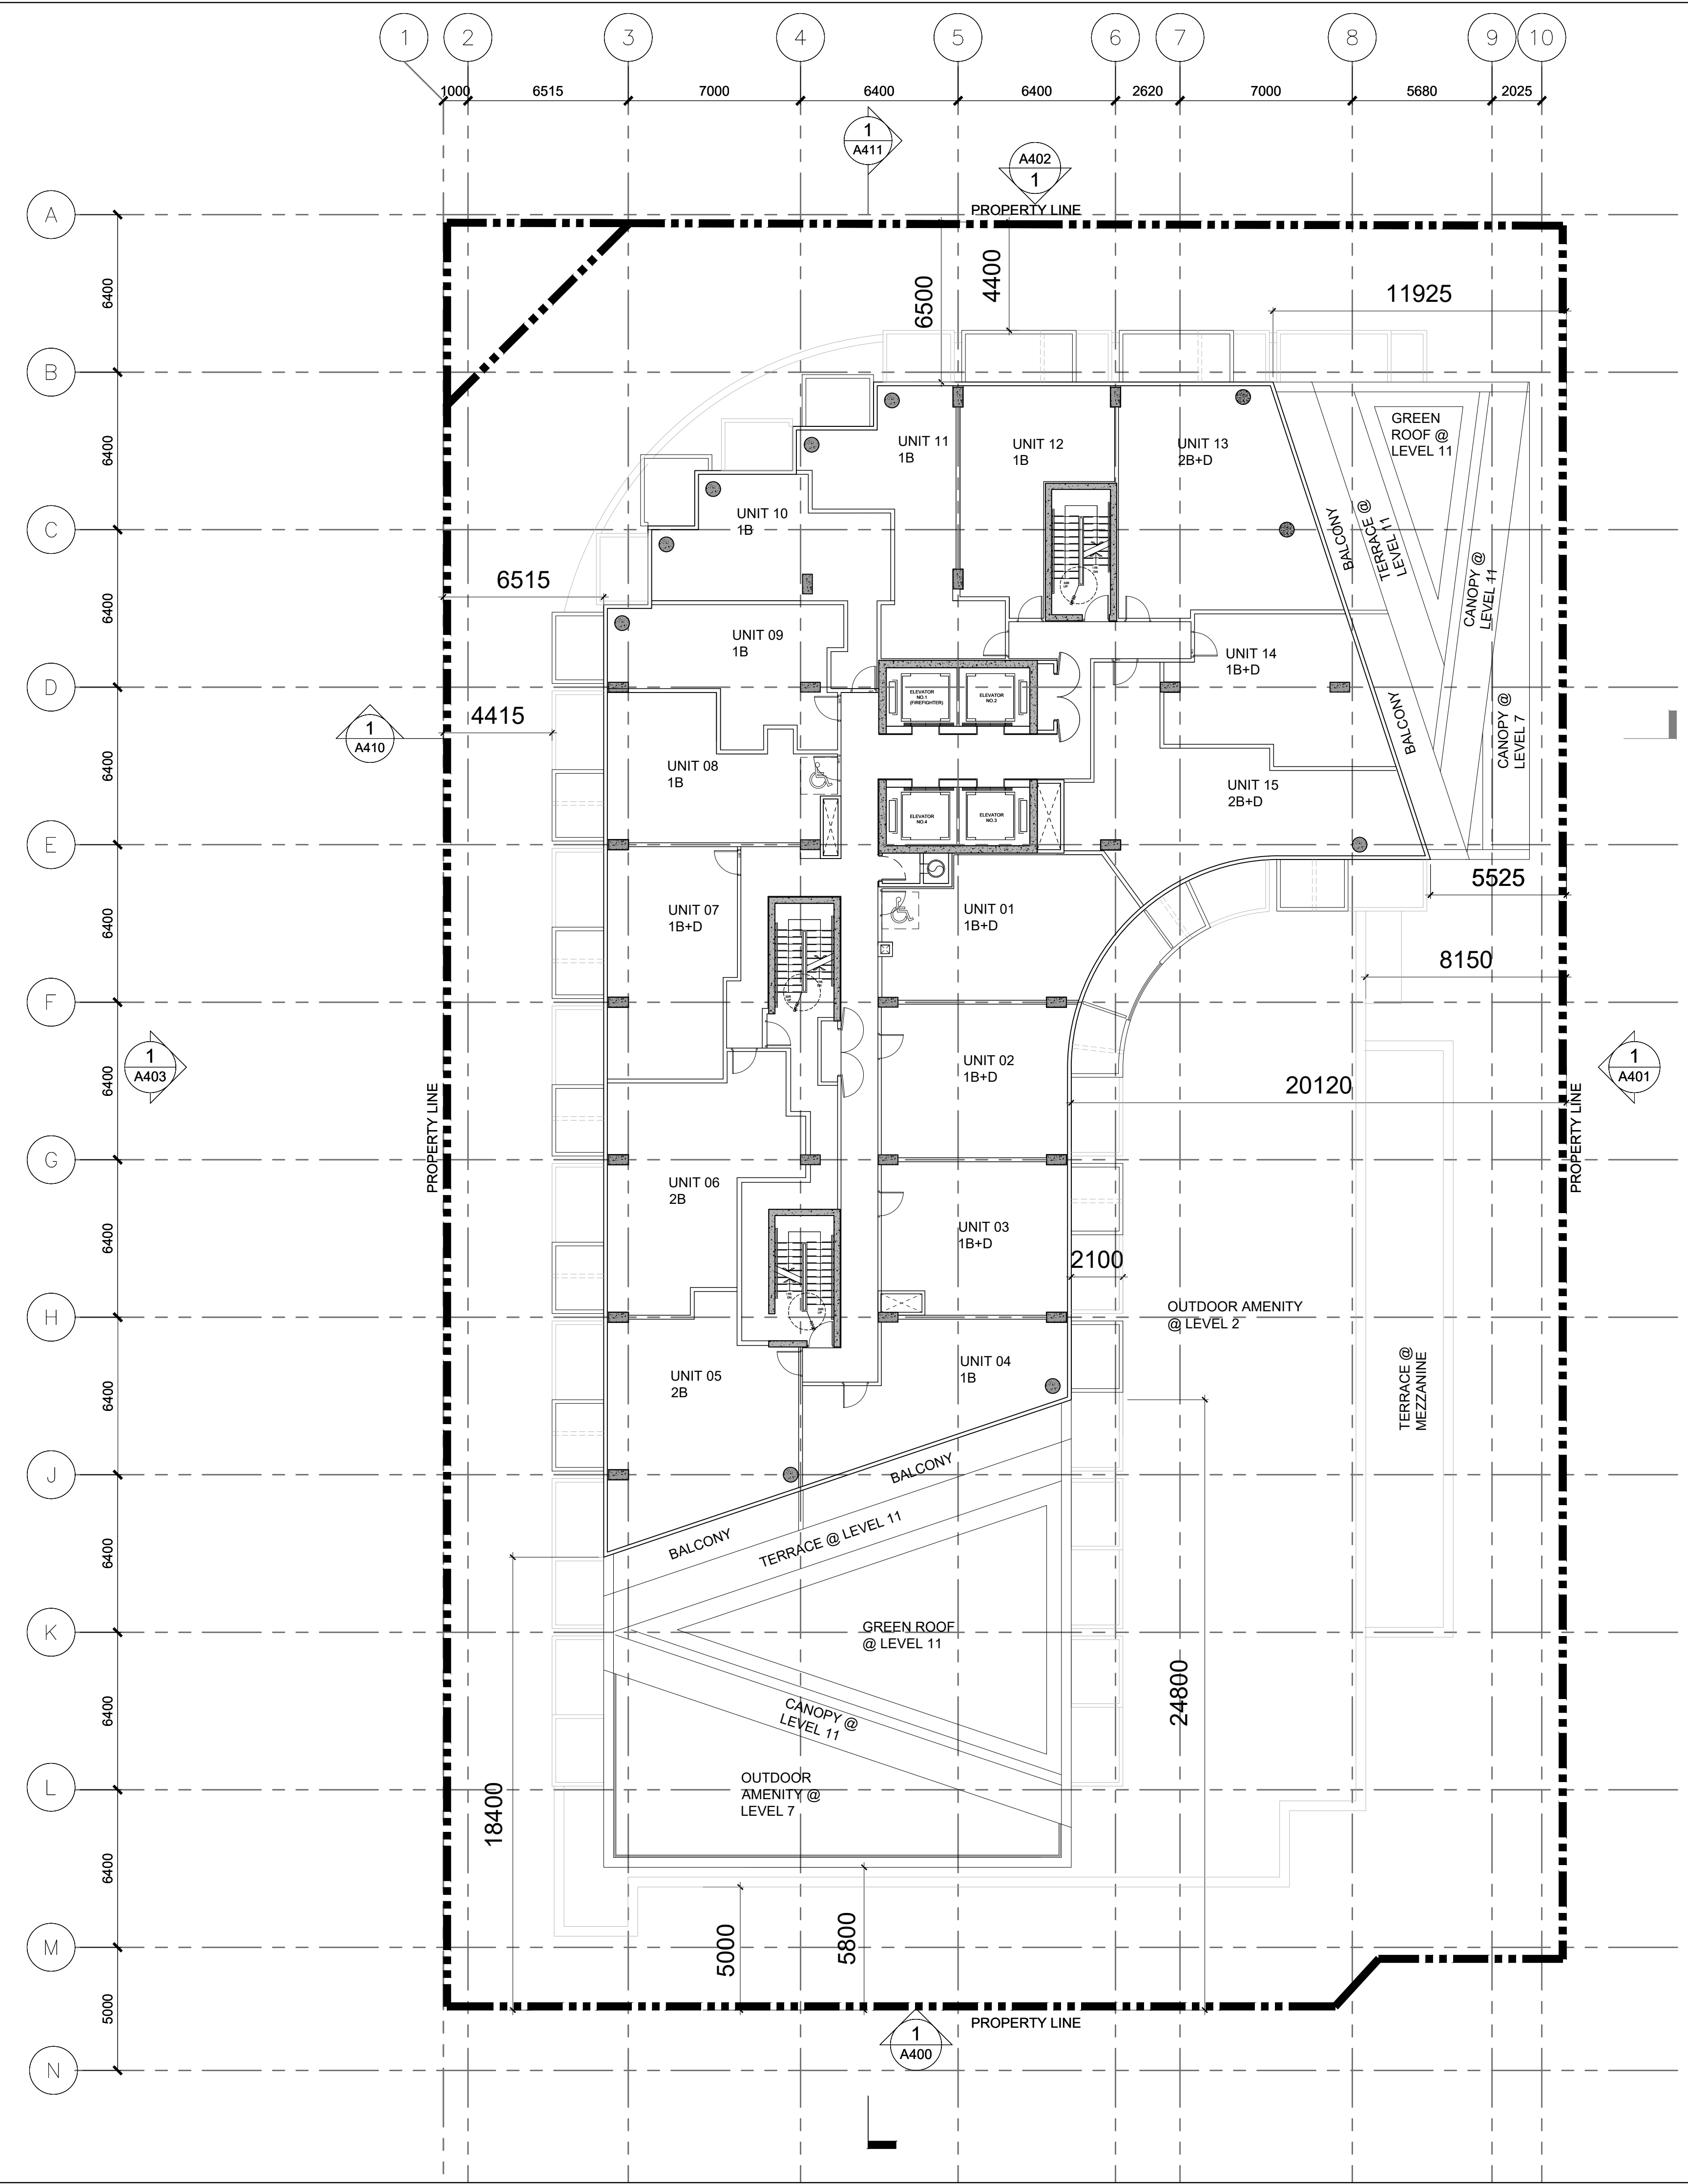 1
2
3
4
5
6
7
8
9
10
1000
6515
7000
6400
6400
2620
7000
5680
2025
1
A411
A402
1
A
PROPERTY LINE
6400
6500
4400
11925
B
6400
GREEN
ROOF @
LEVEL 11
UNIT 11
1B
UNIT 12
1B
UNIT 13
2B+D
UNIT 10
1B
C
BALCONY
TERRACE @
LEVEL 11
CANOPY @
LEVEL 11
6400
6515
UNIT 09
1B
UNIT 14
1B+D
D
ELEVATOR
NO.1
(FIREFIGHTER)
ELEVATOR
NO.2
4415
1
A410
BALCONY
CANOPY @
LEVEL 7
6400
UNIT 08
1B
UNIT 15
2B+D
ELEVATOR
NO.4
ELEVATOR
NO.3
E
5525
6400
UNIT 07
1B+D
UNIT 01
1B+D
8150
F
6400
1
A403
UNIT 02
1B+D
1
A401
20120
PROPERTY LINE
PROPERTY LINE
G
UNIT 06
2B
6400
UNIT 03
1B+D
2100
H
OUTDOOR AMENITY
@ LEVEL 2
6400
UNIT 05
2B
UNIT 04
1B
TERRACE @
MEZZANINE
J
BALCONY
BALCONY
TERRACE @ LEVEL 11
6400
K
GREEN ROOF
@ LEVEL 11
6400
24800
CANOPY @
LEVEL 11
L
OUTDOOR
AMENITY @
LEVEL 7
18400
6400
M
5000
5800
5000
PROPERTY LINE
1
A400
N